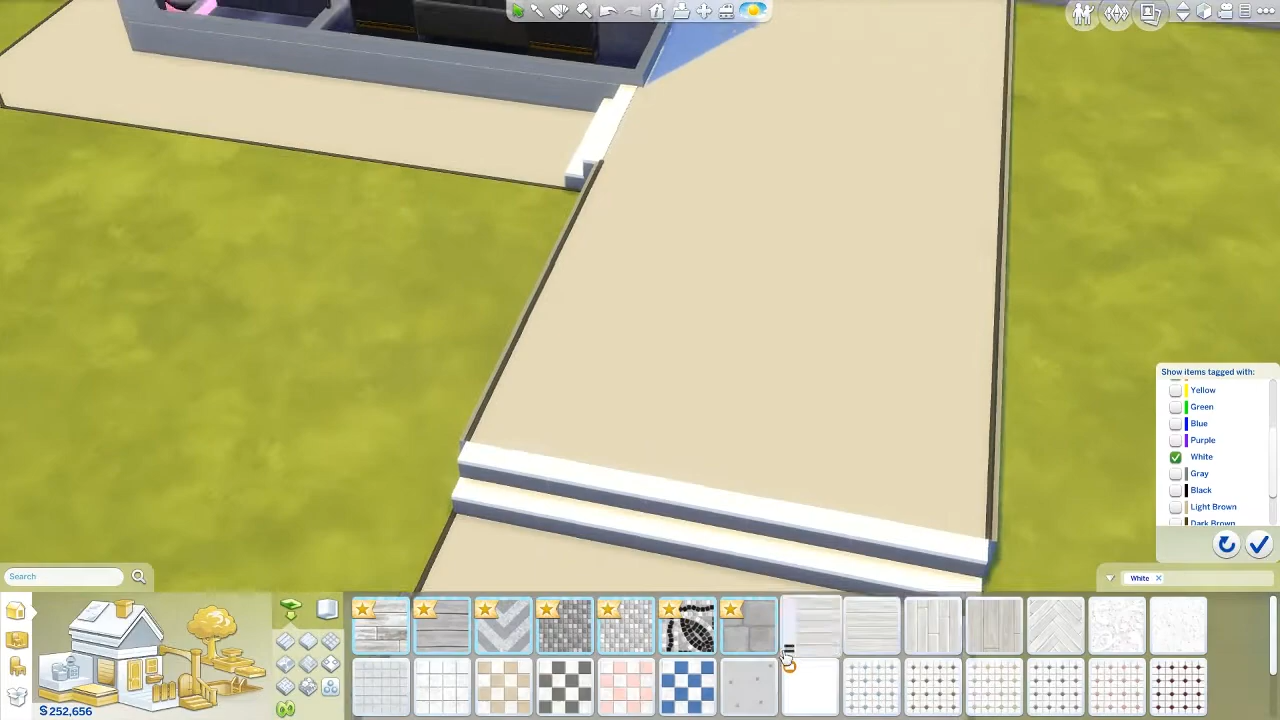 Show items tagged with:
Yellow
Green
Blue
Purple
White
Gray
Black
Light Brown
Dark Brown
Search
White
§252,656